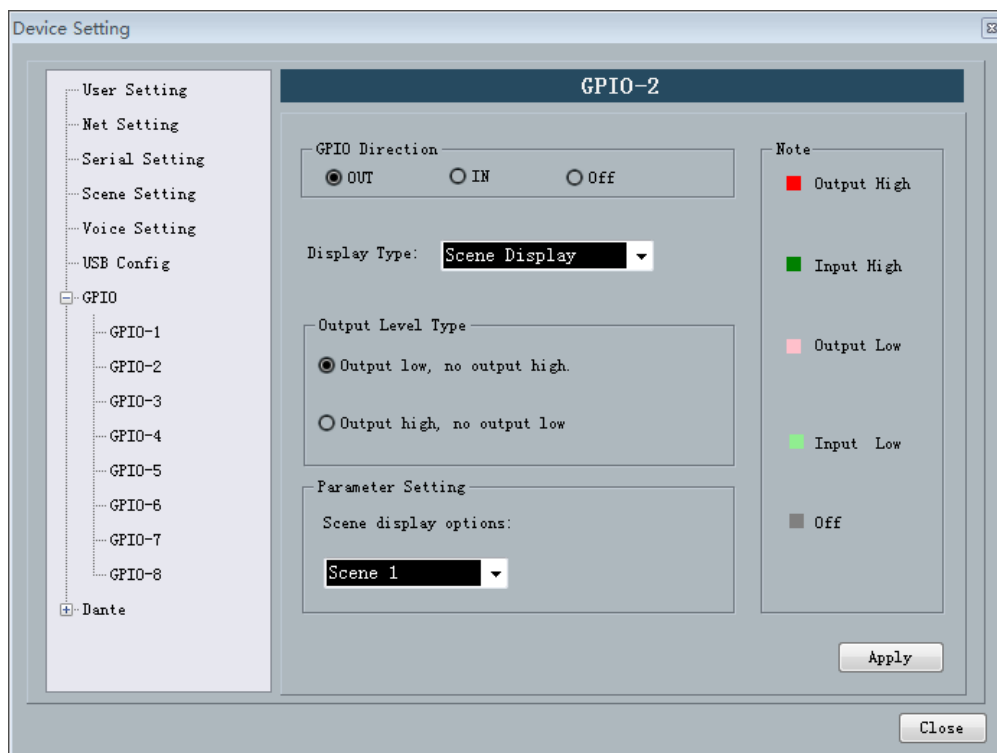 Device Setting
User Setting
Net Setting
Serial Setting
Scene Setting
Voice Setting
USB Config
GPIO
GPIO-1
GPIO-2
GPIO-3
GPIO-4
GPIO-5
GPIO-6
GPIO-7
GPIO-8
Dante
GPIO-2
GPIO Direction
OUT IN Off
Display Type: Scene Display
Output Level Type
Output low, no output high.
Output high, no output low
Parameter Setting
Scene display options:
Scene 1
Note
Output High
Input High
Output Low
Input Low
Off
Apply
Close